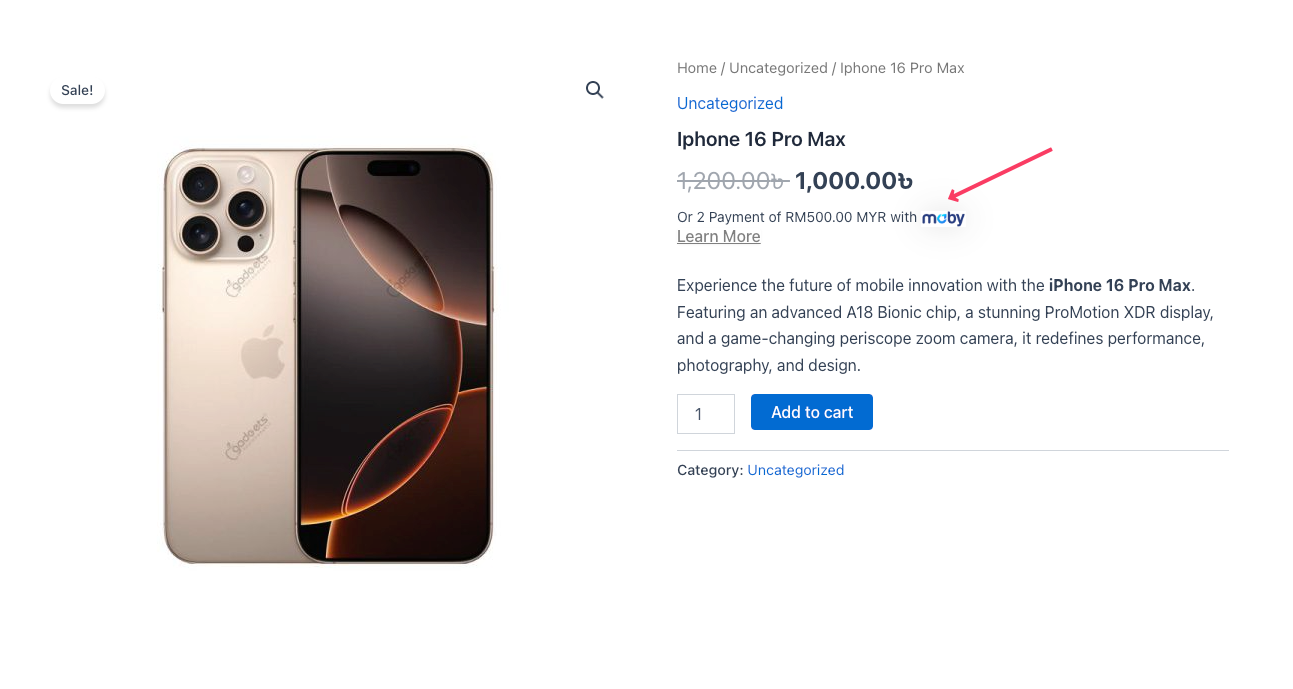 Sale!
Home / Uncategorized / Iphone 16 Pro Max
Uncategorized
Iphone 16 Pro Max
1,200.00৳ 1,000.00৳
Or 2 Payment of RM500.00 MYR with moby
Learn More
Experience the future of mobile innovation with the iPhone 16 Pro Max.
Featuring an advanced A18 Bionic chip, a stunning ProMotion XDR display,
and a game-changing periscope zoom camera, it redefines performance,
photography, and design.
1 Add to cart
Category: Uncategorized
gadgets
gadgets
gadgets